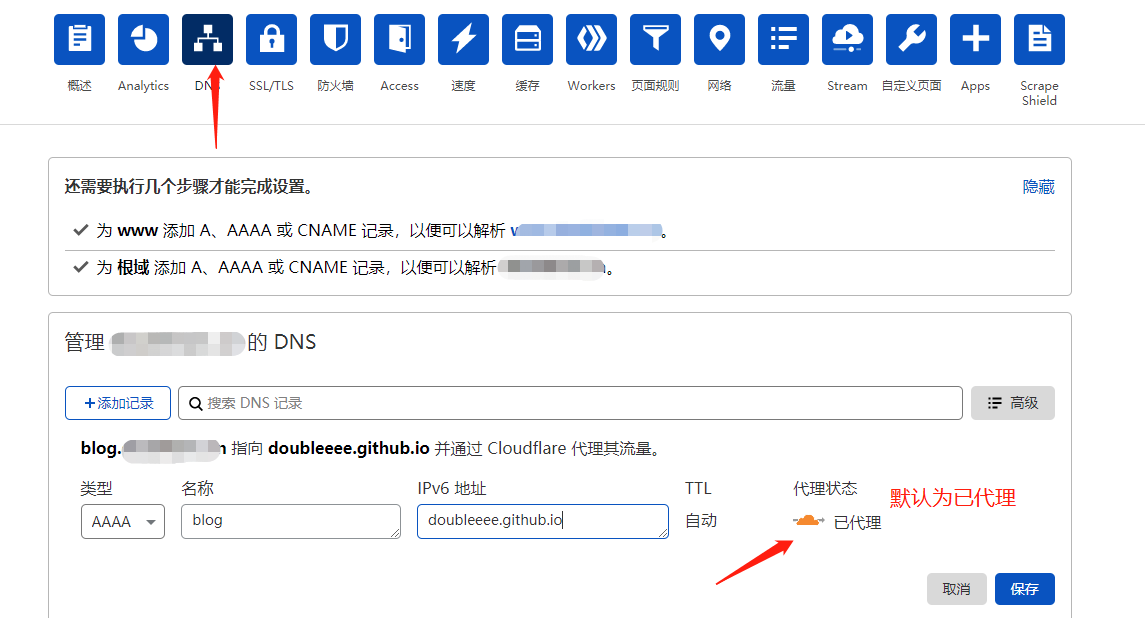 概述 Analytics DNS SSL/TLS 防火墙 Access 速度 缓存 Workers 页面规则 网络 流量 Stream 自定义页面 Apps Scrape
Shield
还需要执行几个步骤才能完成设置。 隐藏
为 www 添加 A、AAAA 或 CNAME 记录，以便可以解析 w 。
为 根域 添加 A、AAAA 或 CNAME 记录，以便可以解析 。
管理 的 DNS
+添加记录 搜索 DNS 记录 高级
blog. n 指向 doubleeee.github.io 并通过 Cloudflare 代理其流量。
类型 名称 IPv6 地址 TTL 代理状态 默认为已代理
AAAA blog doubleeee.github.io 自动 已代理
取消 保存